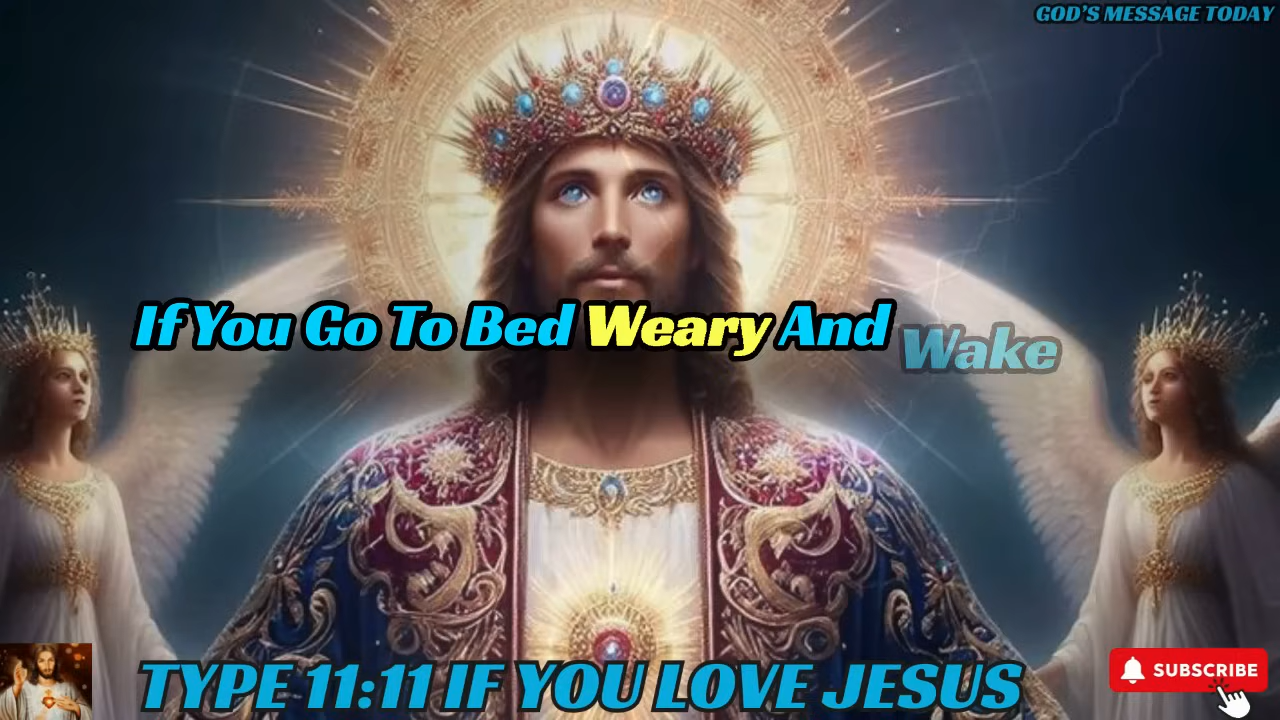 GOD'S MESSAGE TODAY
If You Go To Bed Weary And Wake
TYPE 11:11 IF YOU LOVE JESUS
SUBSCRIBE